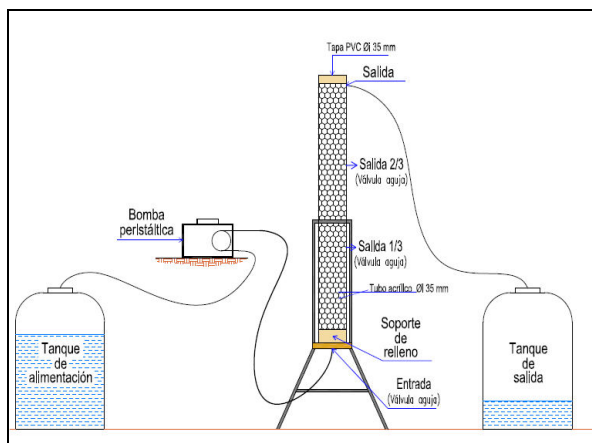 Tapa PVC Øi 35 mm
Salida
Salida 2/3
(Válvula aguja)
Bomba
peristáltica
Salida 1/3
(Válvula aguja)
Tubo acrílico Øi 35 mm
Soporte
de
relleno
Tanque
de
alimentación
Entrada
(Válvula aguja)
Tanque
de
salida